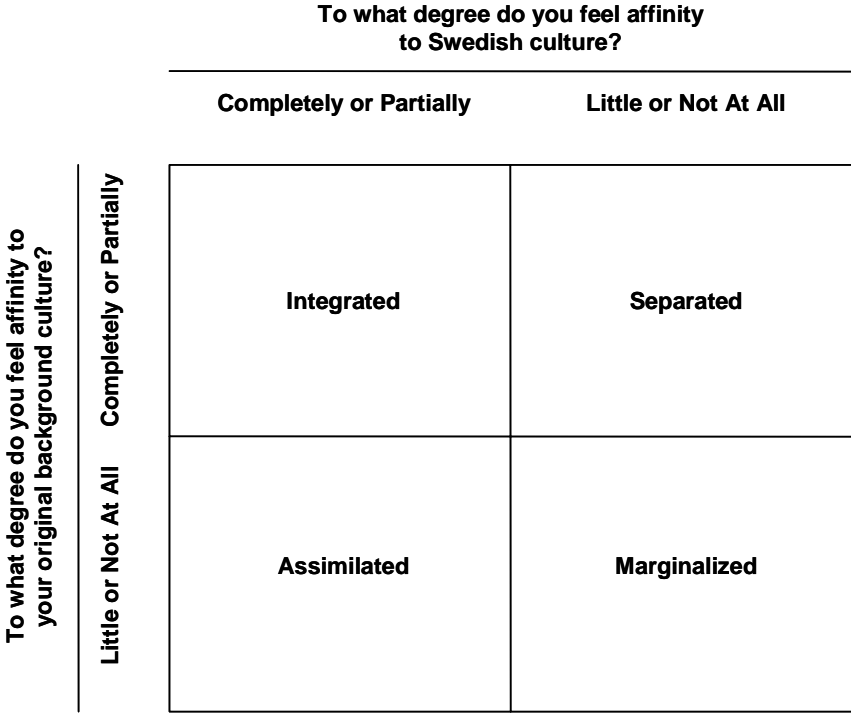 To what degree do you feel affinity
to Swedish culture?
Completely or Partially
Little or Not At All
To what degree do you feel affinity to
your original background culture?
Completely or Partially
Integrated
Separated
Little or Not At All
Assimilated
Marginalized